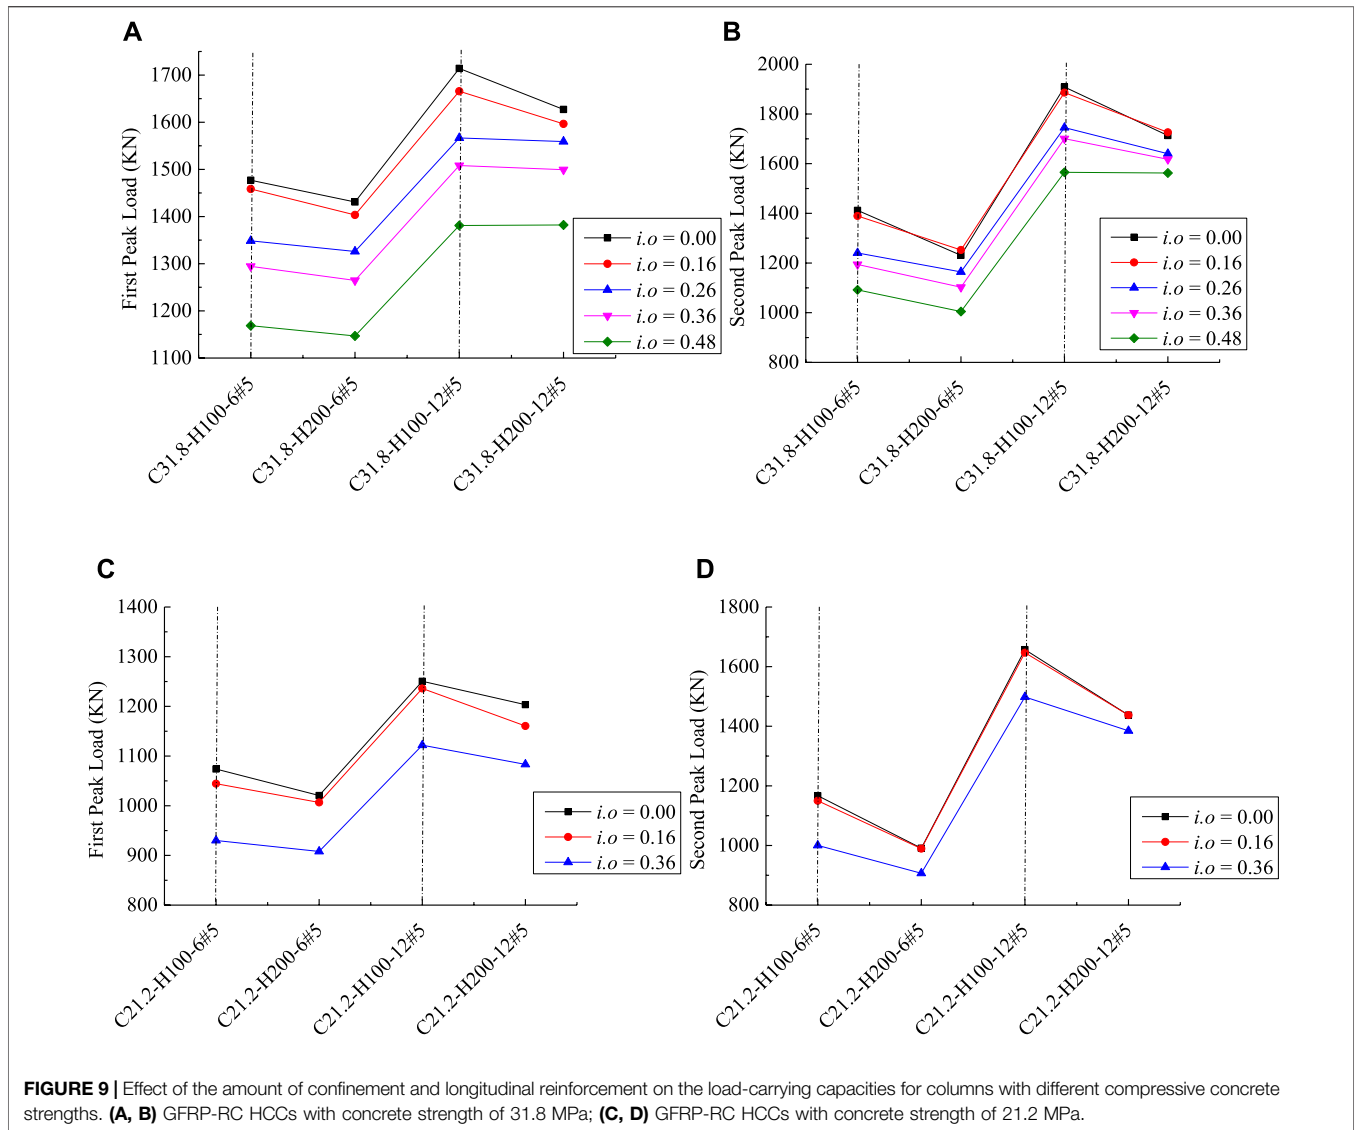 A
First Peak Load (KN)
1700
1600
1500
1400
1300
1200
1100
i.o = 0.00
i.o = 0.16
i.o = 0.26
i.o = 0.36
i.o = 0.48
C31.8-H100-6#5
C31.8-H200-6#5
C31.8-H100-12#5
C31.8-H200-12#5
B
Second Peak Load (KN)
2000
1800
1600
1400
1200
1000
800
i.o = 0.00
i.o = 0.16
i.o = 0.26
i.o = 0.36
i.o = 0.48
C31.8-H100-6#5
C31.8-H200-6#5
C31.8-H100-12#5
C31.8-H200-12#5
C
First Peak Load (KN)
1400
1300
1200
1100
1000
900
800
i.o = 0.00
i.o = 0.16
i.o = 0.36
C21.2-H100-6#5
C21.2-H200-6#5
C21.2-H100-12#5
C21.2-H200-12#5
D
Second Peak Load (KN)
1800
1600
1400
1200
1000
800
i.o = 0.00
i.o = 0.16
i.o = 0.36
C21.2-H100-6#5
C21.2-H200-6#5
C21.2-H100-12#5
C21.2-H200-12#5
FIGURE 9 | Effect of the amount of confinement and longitudinal reinforcement on the load-carrying capacities for columns with different compressive concrete
strengths. (A, B) GFRP-RC HCCs with concrete strength of 31.8 MPa; (C, D) GFRP-RC HCCs with concrete strength of 21.2 MPa.